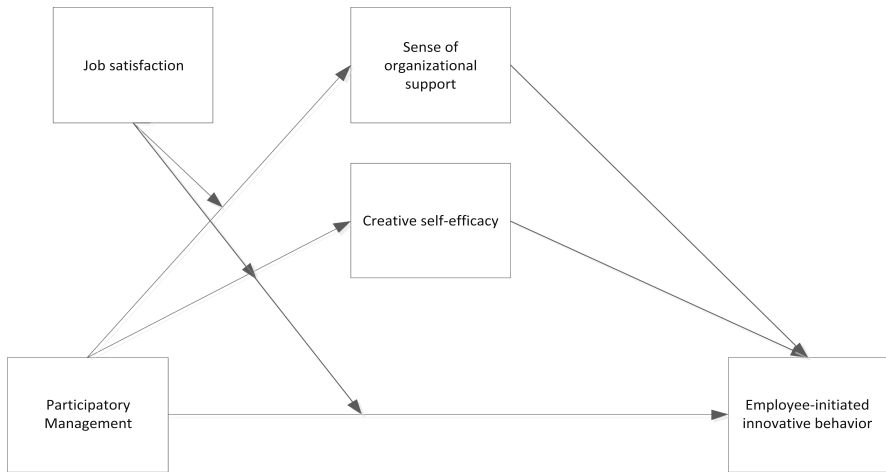 Job satisfaction
Sense of
organizational
support
Creative self-efficacy
Participatory
Management
Employee-initiated
innovative behavior